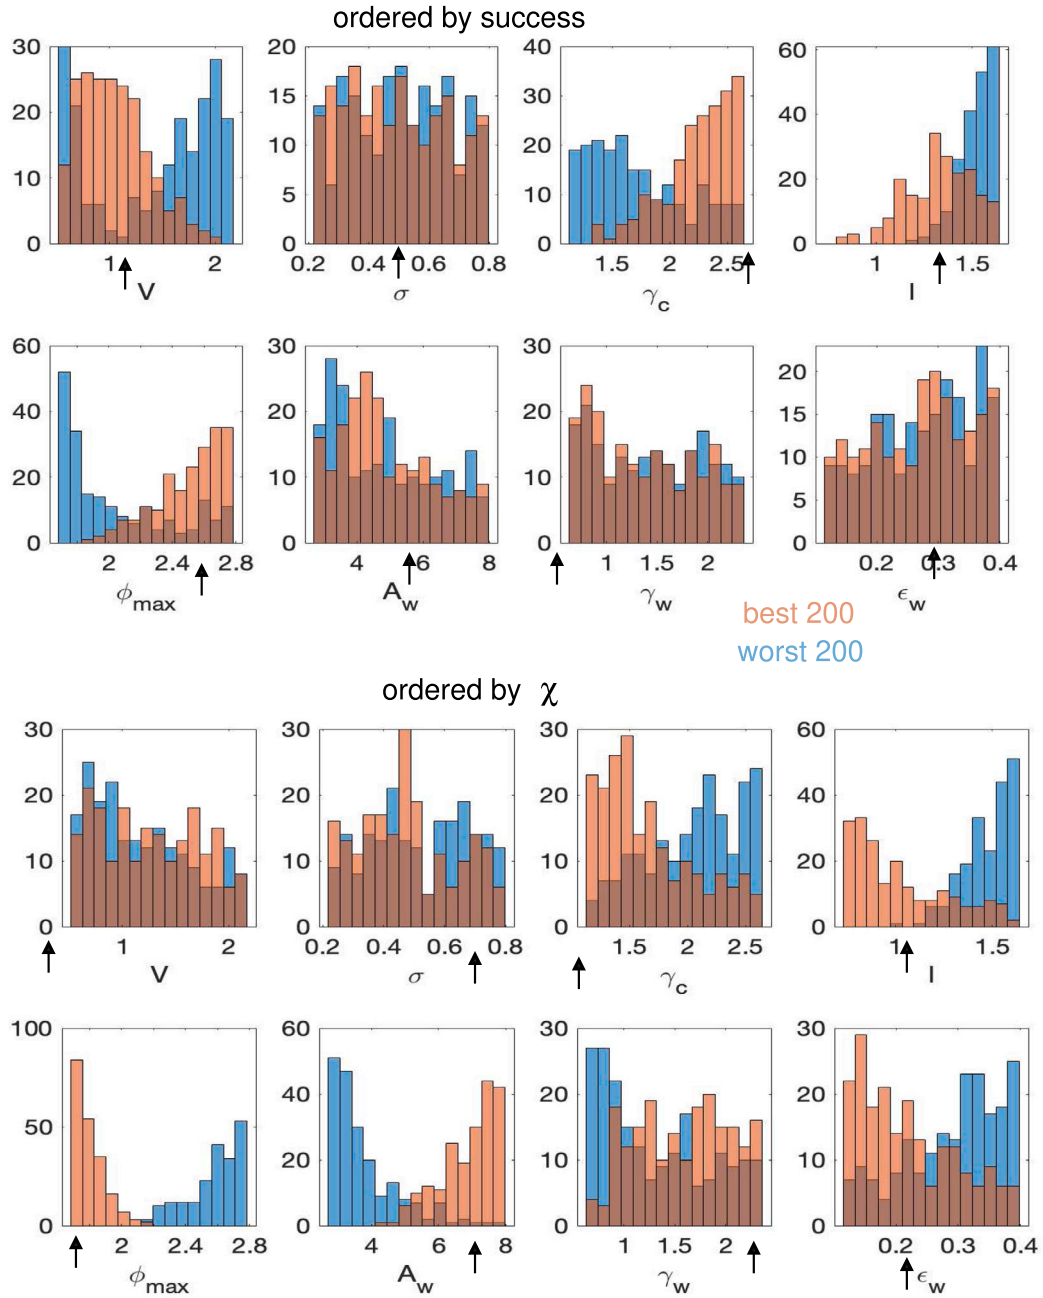 ordered by success
30 20 10 0 1 2 V
20 15 10 5 0 0.2 0.4 0.6 0.8 σ
40 30 20 10 0 1.5 2 2.5 γc
60 40 20 0 1 1.5 I
60 40 20 0 2 2.4 2.8 ϕmax
30 20 10 0 4 6 8 Aw
30 20 10 0 1 1.5 2 γw
20 15 10 5 0 0.2 0.3 0.4 ϵw
best 200
worst 200
ordered by χ
30 20 10 0 1 2 V
30 20 10 0 0.2 0.4 0.6 0.8 σ
30 20 10 0 1.5 2 2.5 γc
60 40 20 0 1 1.5 I
100 50 0 2 2.4 2.8 ϕmax
60 40 20 0 4 6 8 Aw
30 20 10 0 1 1.5 2 γw
30 20 10 0 0.2 0.3 0.4 ϵw